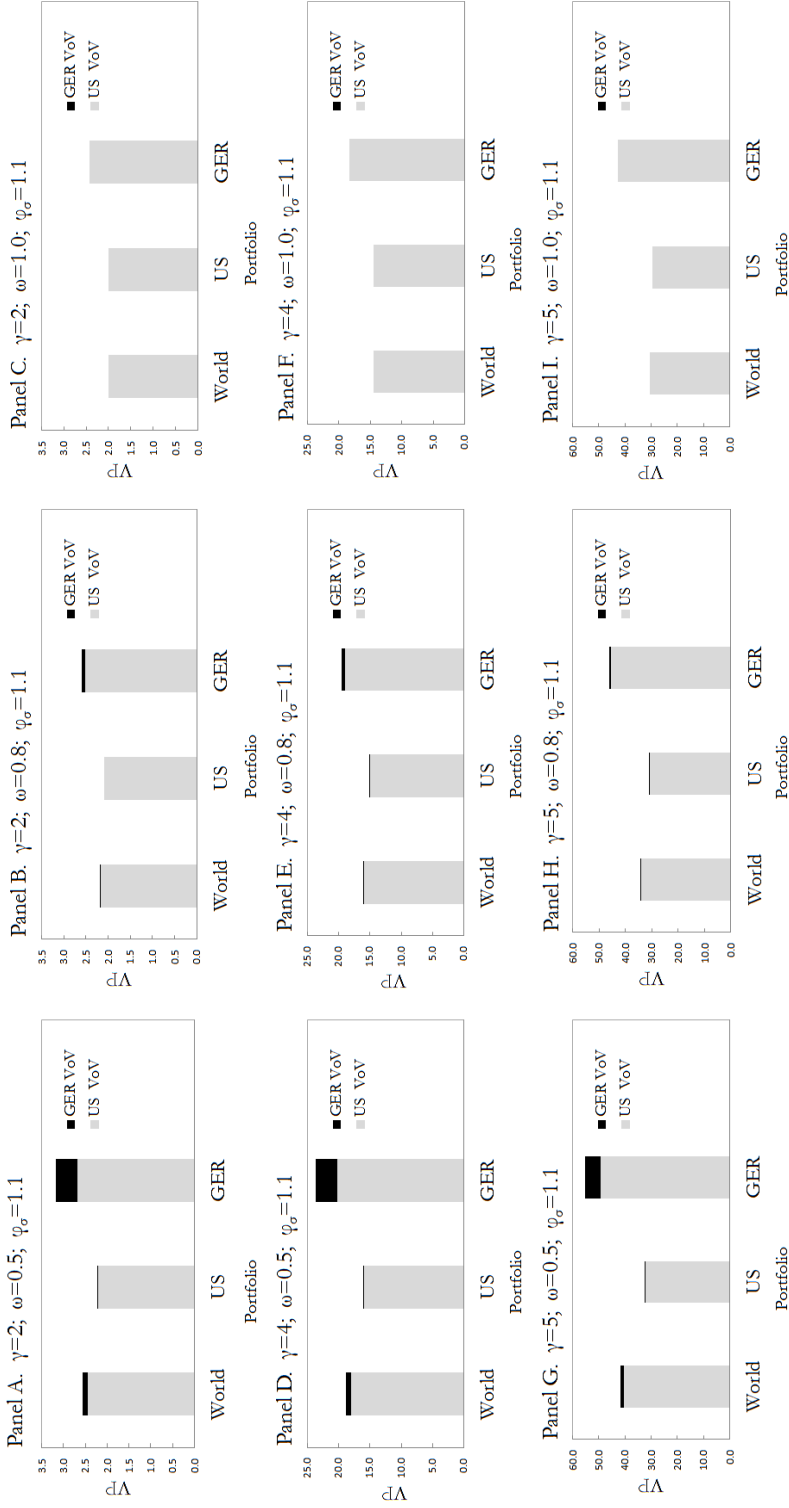 Panel A. γ=2; ω=0.5; φσ=1.1
3.5
3.0
2.5
2.0
1.5
1.0
0.5
0.0
VP
GER VoV
US VoV
World
US
GER
Portfolio
Panel B. γ=2; ω=0.8; φσ=1.1
3.5
3.0
2.5
2.0
1.5
1.0
0.5
0.0
VP
GER VoV
US VoV
World
US
GER
Portfolio
Panel C. γ=2; ω=1.0; φσ=1.1
3.5
3.0
2.5
2.0
1.5
1.0
0.5
0.0
VP
GER VoV
US VoV
World
US
GER
Portfolio
Panel D. γ=4; ω=0.5; φσ=1.1
25.0
20.0
15.0
10.0
5.0
0.0
VP
GER VoV
US VoV
World
US
GER
Portfolio
Panel E. γ=4; ω=0.8; φσ=1.1
25.0
20.0
15.0
10.0
5.0
0.0
VP
GER VoV
US VoV
World
US
GER
Portfolio
Panel F. γ=4; ω=1.0; φσ=1.1
25.0
20.0
15.0
10.0
5.0
0.0
VP
GER VoV
US VoV
World
US
GER
Portfolio
Panel G. γ=5; ω=0.5; φσ=1.1
60.0
50.0
40.0
30.0
20.0
10.0
0.0
VP
GER VoV
US VoV
World
US
GER
Portfolio
Panel H. γ=5; ω=0.8; φσ=1.1
60.0
50.0
40.0
30.0
20.0
10.0
0.0
VP
GER VoV
US VoV
World
US
GER
Portfolio
Panel I. γ=5; ω=1.0; φσ=1.1
60.0
50.0
40.0
30.0
20.0
10.0
0.0
VP
GER VoV
US VoV
World
US
GER
Portfolio